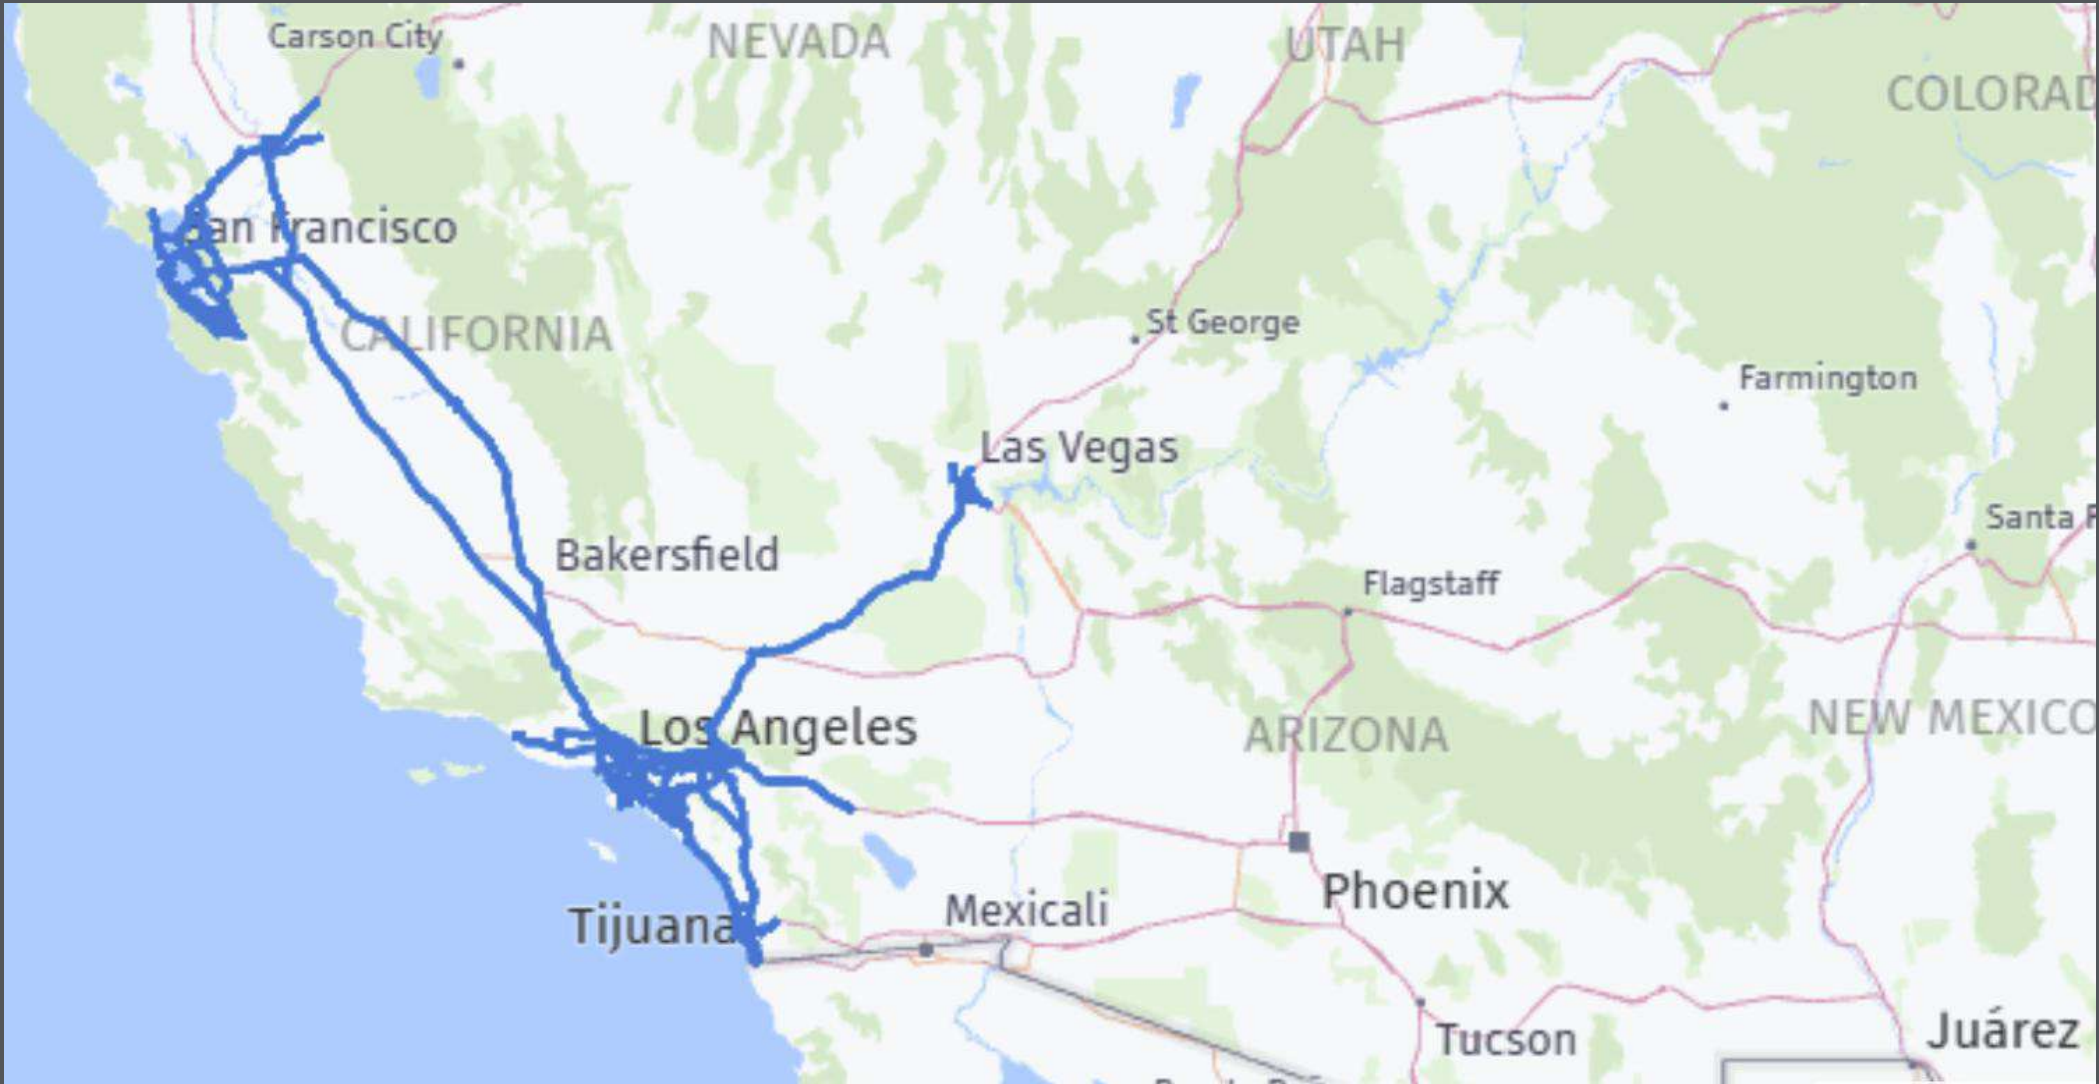 Carson City
NEVADA
UTAH
COLORAD
San Francisco
CALIFORNIA
St George
Farmington
Las Vegas
Santa F
Bakersfield
Flagstaff
Los Angeles
ARIZONA
NEW MEXICO
Phoenix
Tijuana
Mexicali
Tucson
Juárez